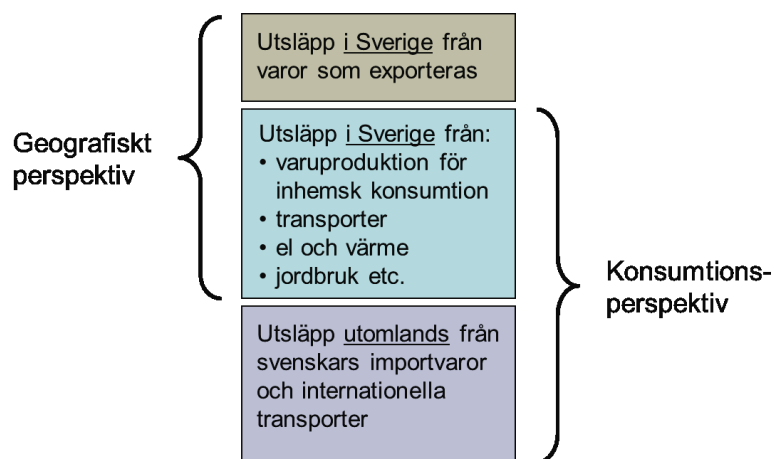 Utsläpp i Sverige från
varor som exporteras
Geografiskt
perspektiv
Utsläpp i Sverige från:
• varuproduktion för
inhemsk konsumtion
• transporter
• el och värme
• jordbruk etc.
Konsumtions-
perspektiv
Utsläpp utomlands från
svenskars importvaror
och internationella
transporter